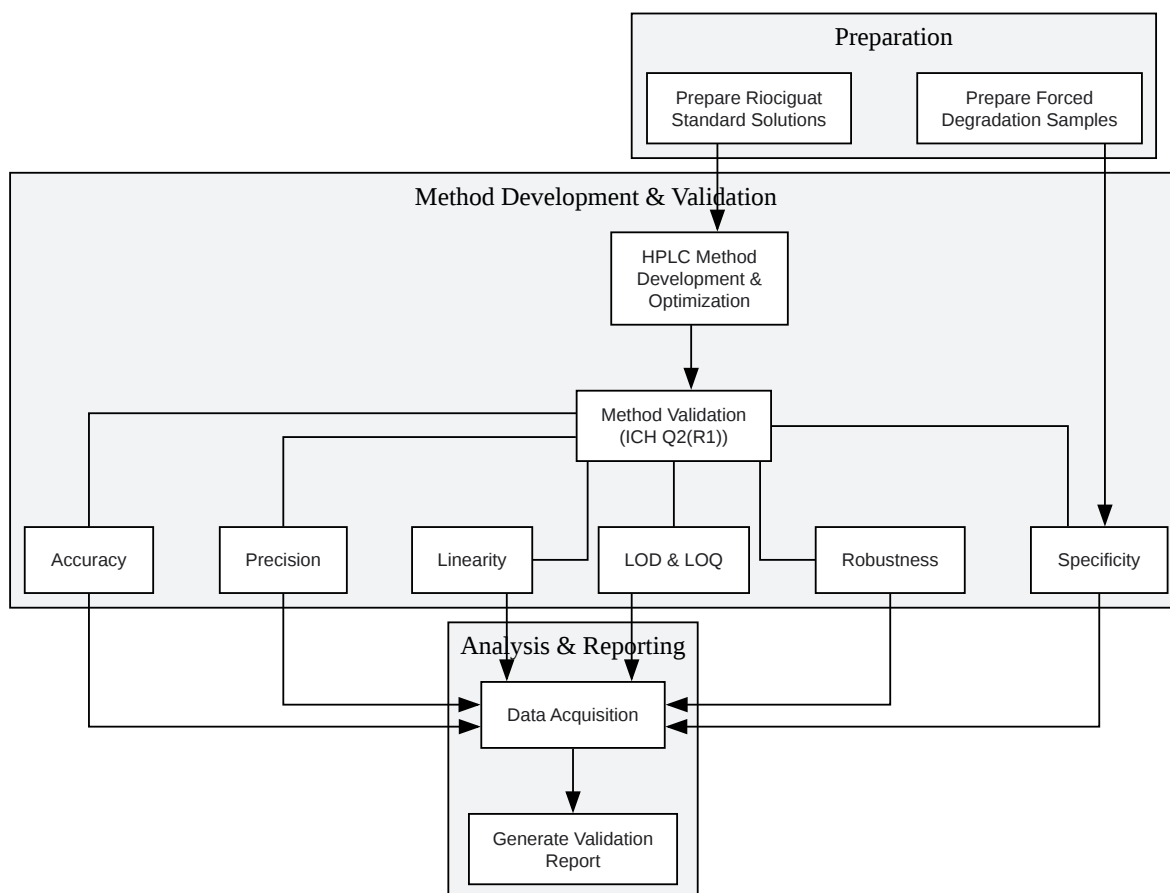 Preparation
Prepare Riociguat
Standard Solutions
Prepare Forced
Degradation Samples
Method Development & Validation
HPLC Method
Development &
Optimization
Method Validation
(ICH Q2(R1))
Accuracy
Precision
Linearity
LOD & LOQ
Robustness
Specificity
Analysis & Reporting
Data Acquisition
Generate Validation
Report